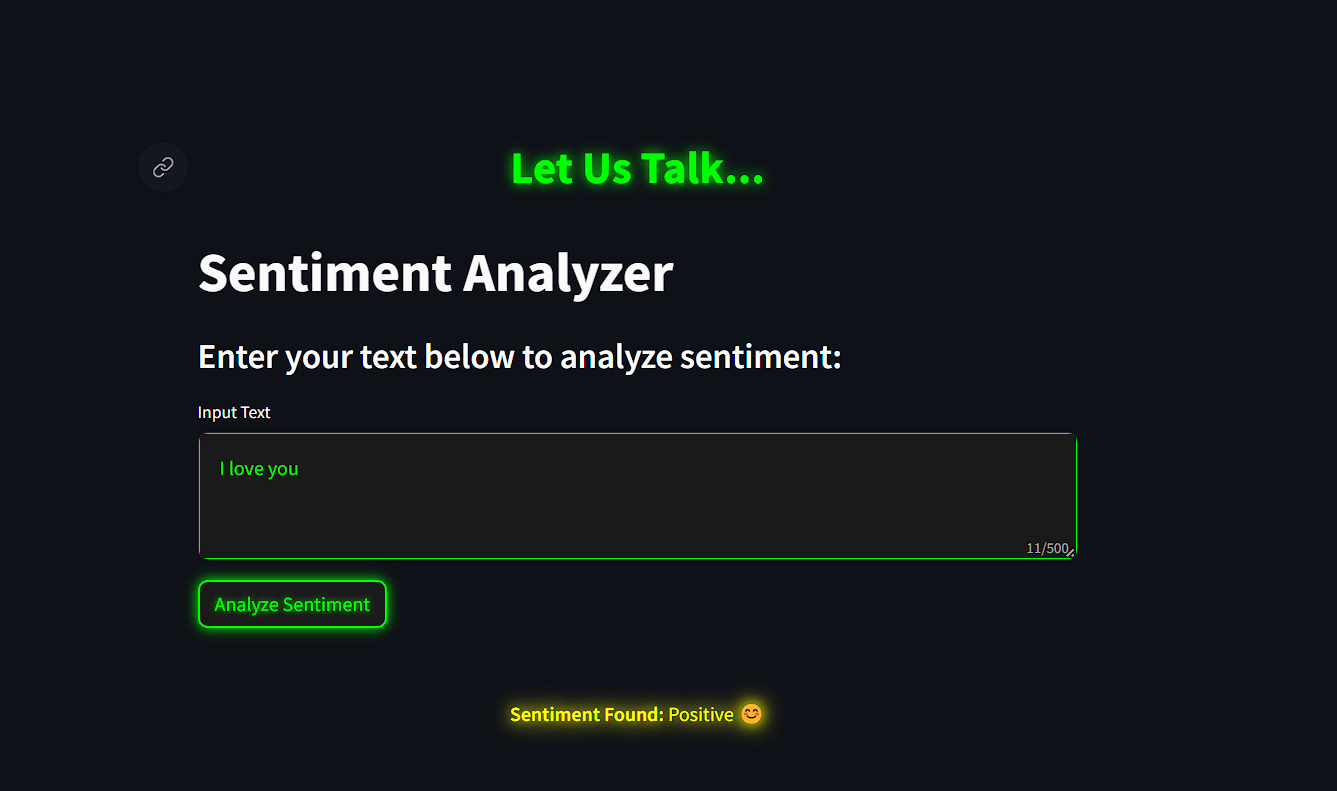 Let Us Talk...
Sentiment Analyzer
Enter your text below to analyze sentiment:
Input Text
I love you
11/500
Analyze Sentiment
Sentiment Found: Positive 😊